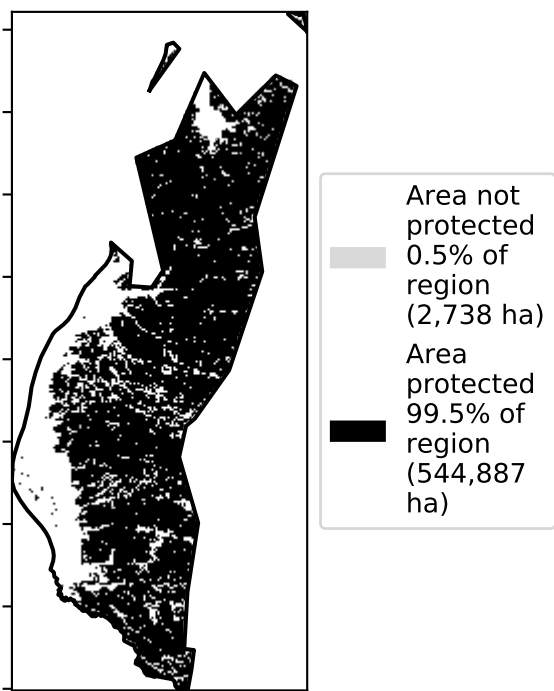 Area not
protected
0.5% of
region
(2,738 ha)
Area
protected
99.5% of
region
(544,887
ha)